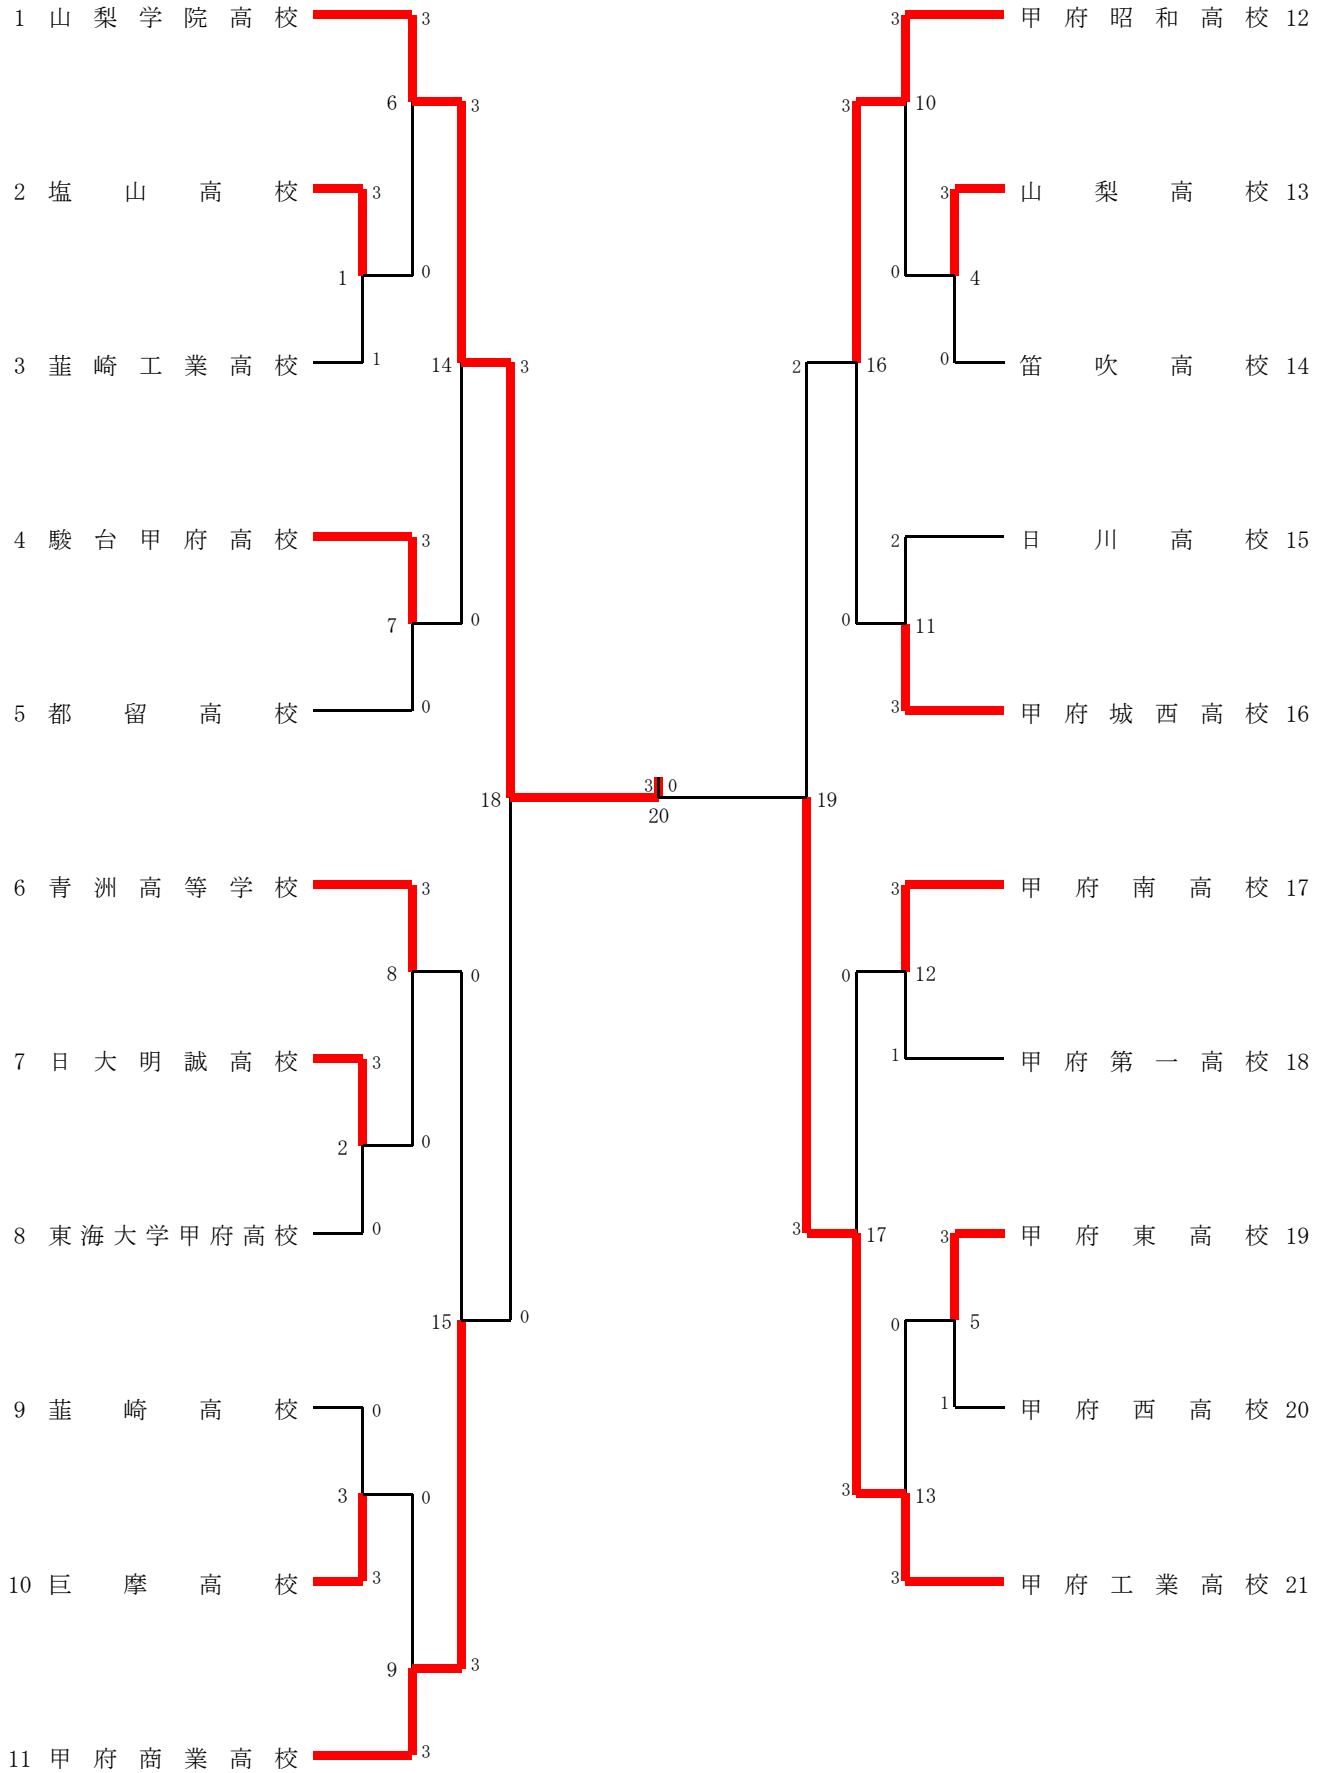 1 山梨学院高校 3 3 甲府昭和高校 12
6 3 3 10
2 塩山高校 3 3 山梨高校 13
1 0 0 4
3 韮崎工業高校 1 14 3 2 16 0 笛吹高校 14
4 駿台甲府高校 3 2 日川高校 15
7 0 0 11
5 都留高校 0 3 甲府城西高校 16
18 3 0 19
20
6 青洲高等学校 3 3 甲府南高校 17
8 0 0 12
7 日大明誠高校 3 1 甲府第一高校 18
2 0
8 東海大学甲府高校 0 3 17 3 甲府東高校 19
15 0 0 5
9 韮崎高校 0 1 甲府西高校 20
3 0 3 13
10 巨摩高校 3 3 甲府工業高校 21
9 3
11 甲府商業高校 3